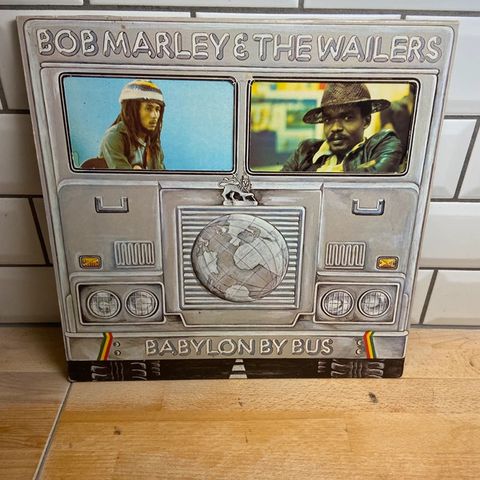 BOB MARLEY & THE WAILERS
BABYLON BY BUS